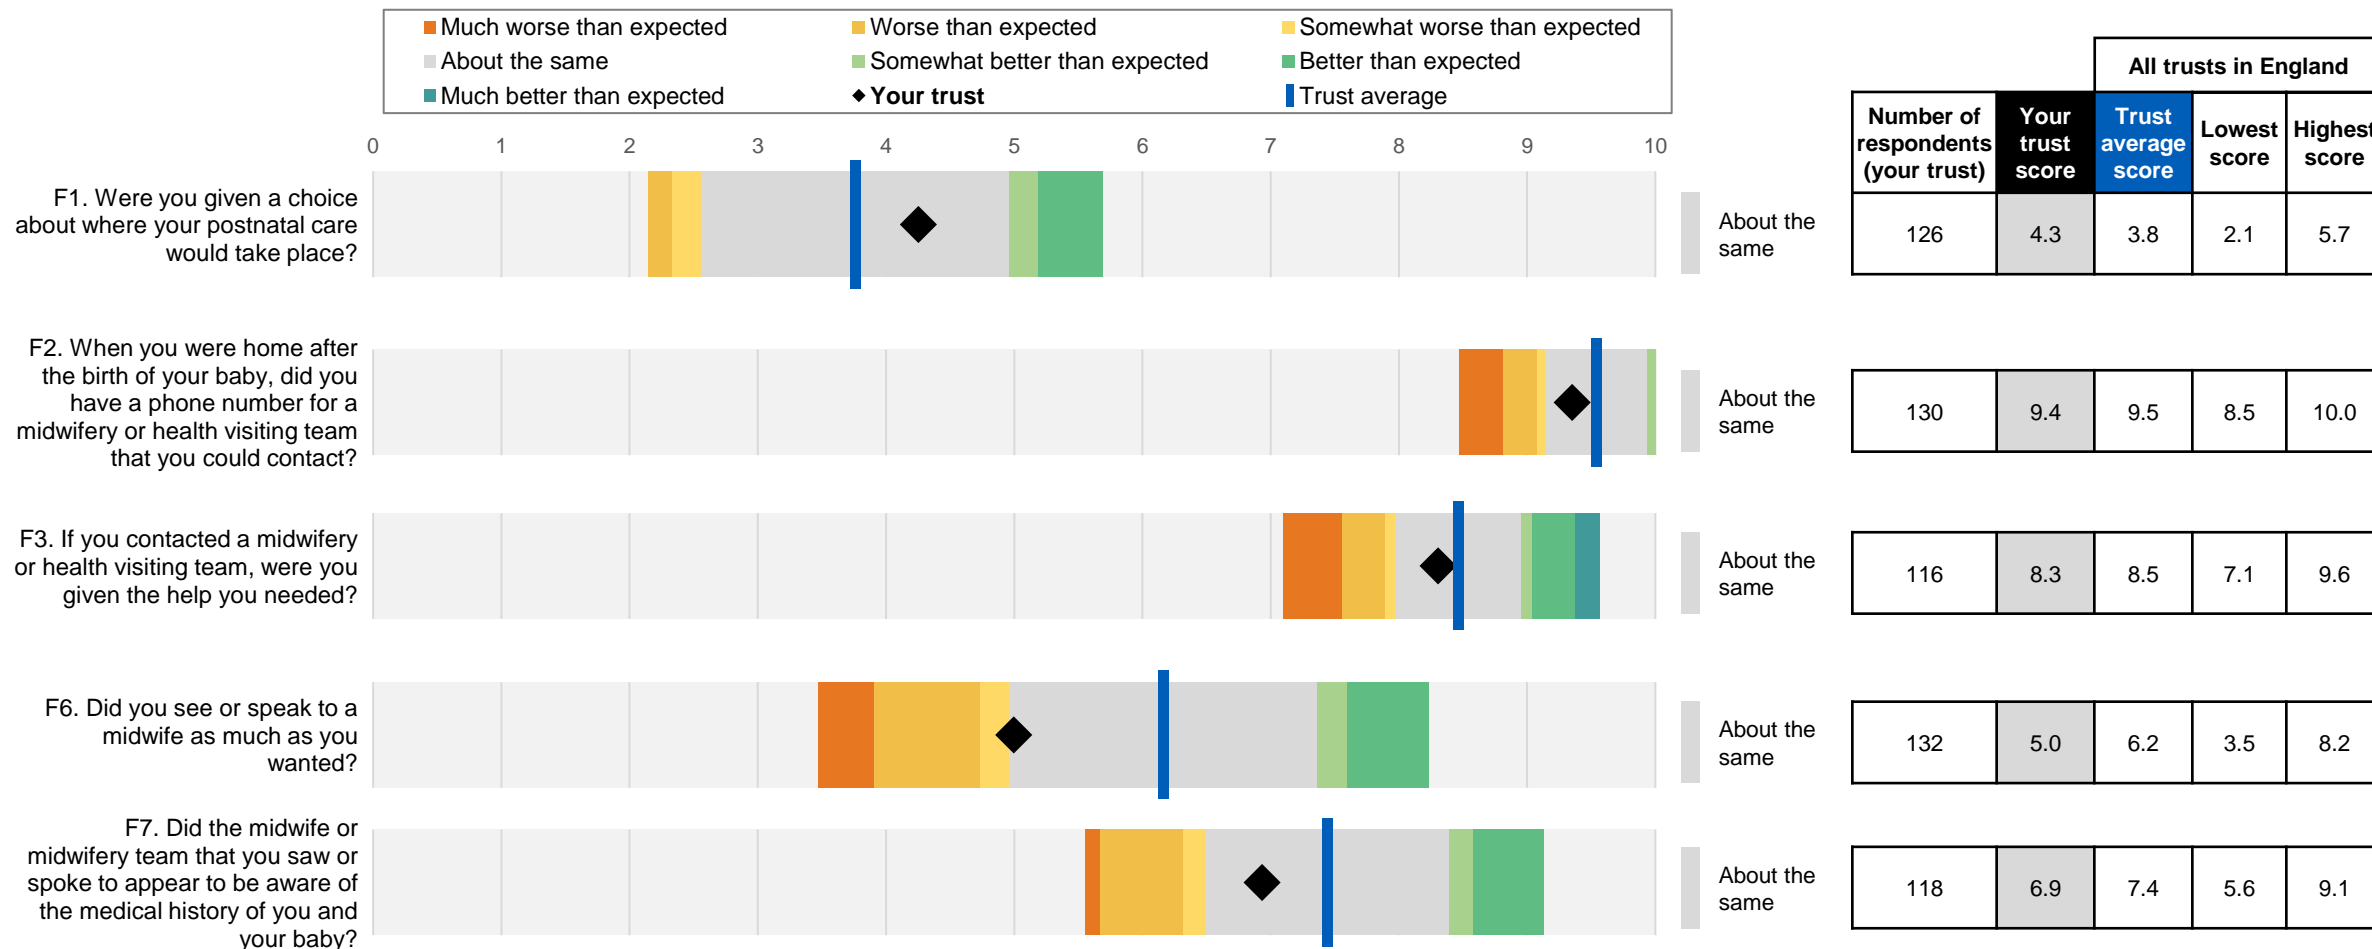 Much worse than expected
Worse than expected
Somewhat worse than expected
About the same
Somewhat better than expected
Better than expected
Much better than expected
Your trust
Trust average
All trusts in England
Number of
respondents
(your trust)
Your
trust
score
Trust
average
score
Lowest
score
Highest
score
0 1 2 3 4 5 6 7 8 9 10
F1. Were you given a choice
about where your postnatal care
would take place?
About the
same
126 4.3 3.8 2.1 5.7
F2. When you were home after
the birth of your baby, did you
have a phone number for a
midwifery or health visiting team
that you could contact?
About the
same
130 9.4 9.5 8.5 10.0
F3. If you contacted a midwifery
or health visiting team, were you
given the help you needed?
About the
same
116 8.3 8.5 7.1 9.6
F6. Did you see or speak to a
midwife as much as you
wanted?
About the
same
132 5.0 6.2 3.5 8.2
F7. Did the midwife or
midwifery team that you saw or
spoke to appear to be aware of
the medical history of you and
your baby?
About the
same
118 6.9 7.4 5.6 9.1